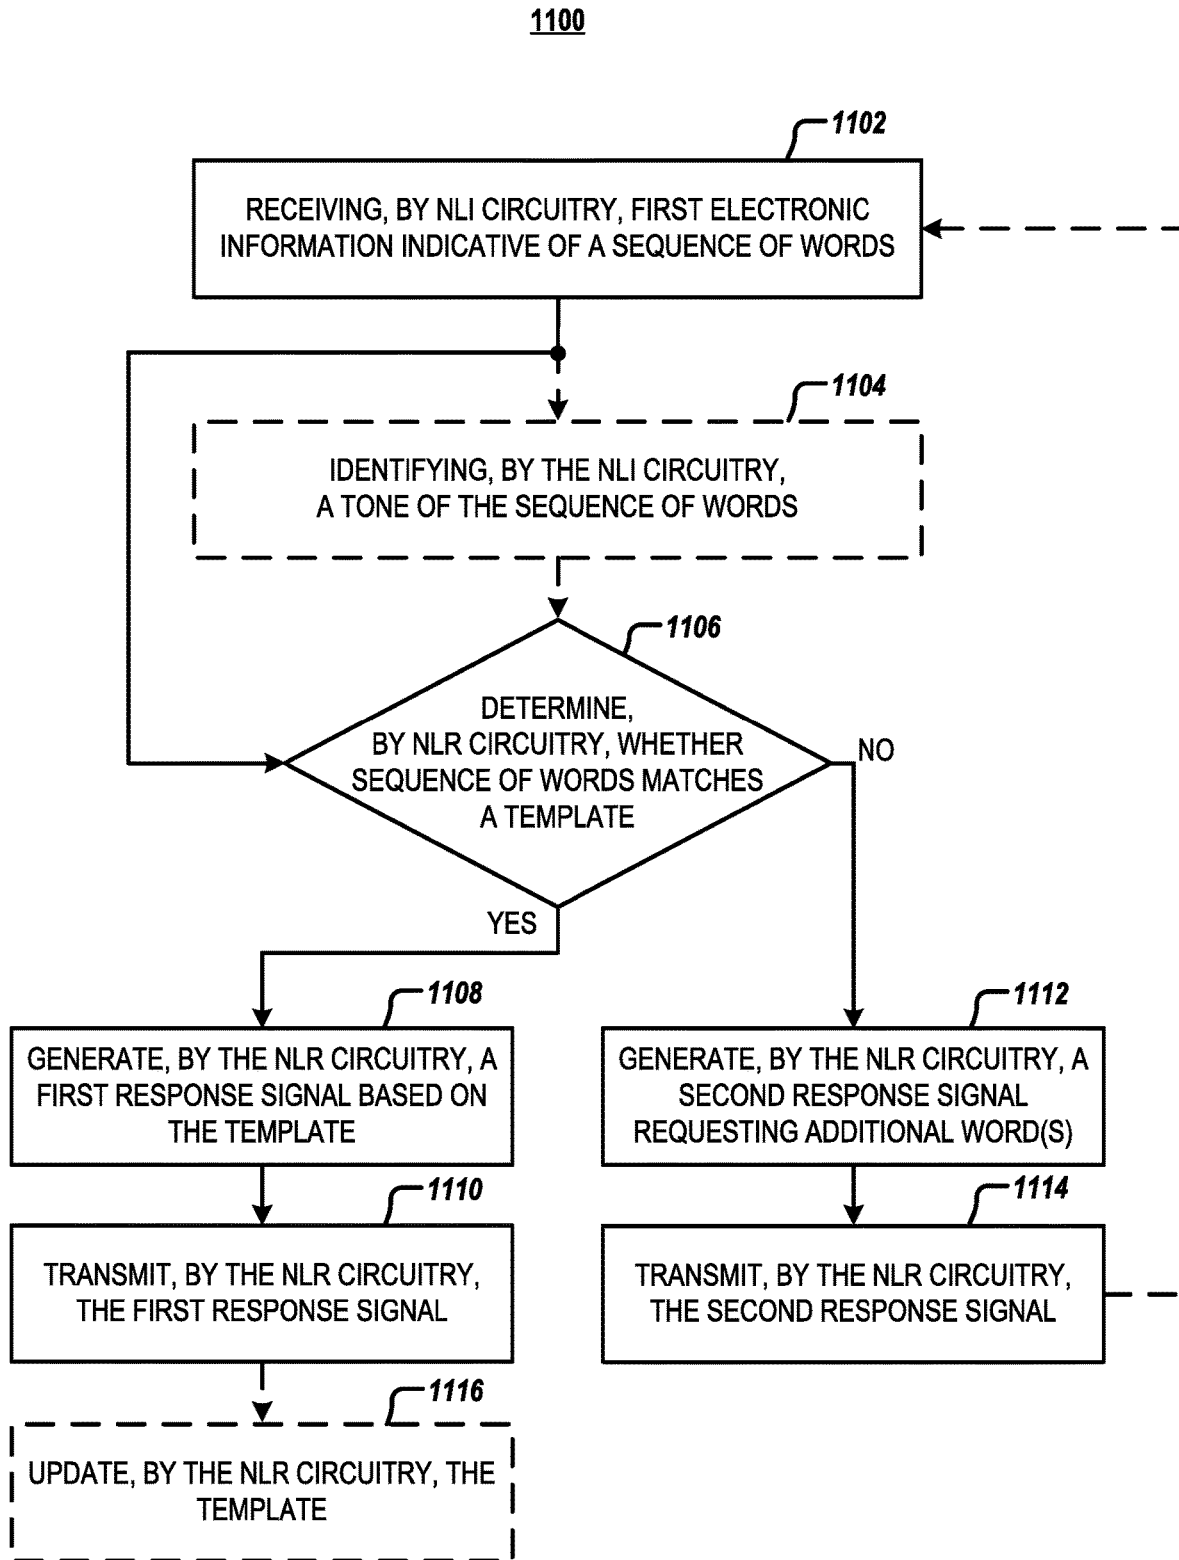 1100
1102
RECEIVING, BY NLI CIRCUITRY, FIRST ELECTRONIC
INFORMATION INDICATIVE OF A SEQUENCE OF WORDS
1104
IDENTIFYING, BY THE NLI CIRCUITRY,
A TONE OF THE SEQUENCE OF WORDS
1106
DETERMINE,
BY NLR CIRCUITRY, WHETHER
SEQUENCE OF WORDS MATCHES
A TEMPLATE
NO
YES
1108
GENERATE, BY THE NLR CIRCUITRY, A
FIRST RESPONSE SIGNAL BASED ON
THE TEMPLATE
1112
GENERATE, BY THE NLR CIRCUITRY, A
SECOND RESPONSE SIGNAL
REQUESTING ADDITIONAL WORD(S)
1110
TRANSMIT, BY THE NLR CIRCUITRY,
THE FIRST RESPONSE SIGNAL
1114
TRANSMIT, BY THE NLR CIRCUITRY,
THE SECOND RESPONSE SIGNAL
1116
UPDATE, BY THE NLR CIRCUITRY, THE
TEMPLATE